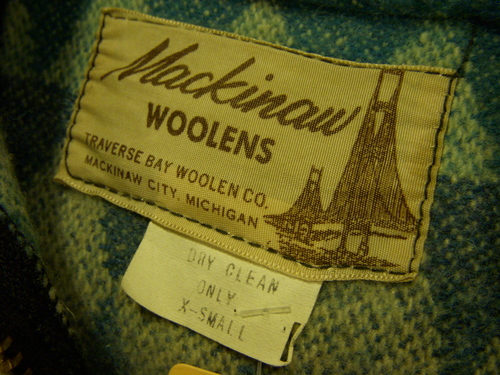 Mackinaw
WOOLENS
TRAVERSE BAY WOOLEN CO.
MACKINAW CITY, MICHIGAN
DRY CLEAN
ONLY
X-SMALL